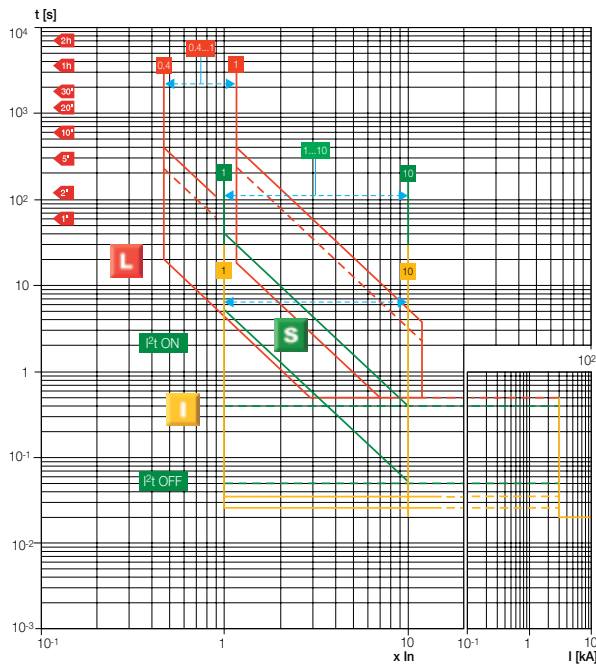 t [s]
10⁴
2h
0.4...1
1h
0.4
1
30'
20'
10³
10'
5'
1...10
1
10
2'
10²
1'
L
1
10
10
S
I²t ON
10²
1
I
10⁻¹
I²t OFF
10⁻²
10⁻³
10⁻¹
1
10
10⁻¹
1
10
x In
I [kA]